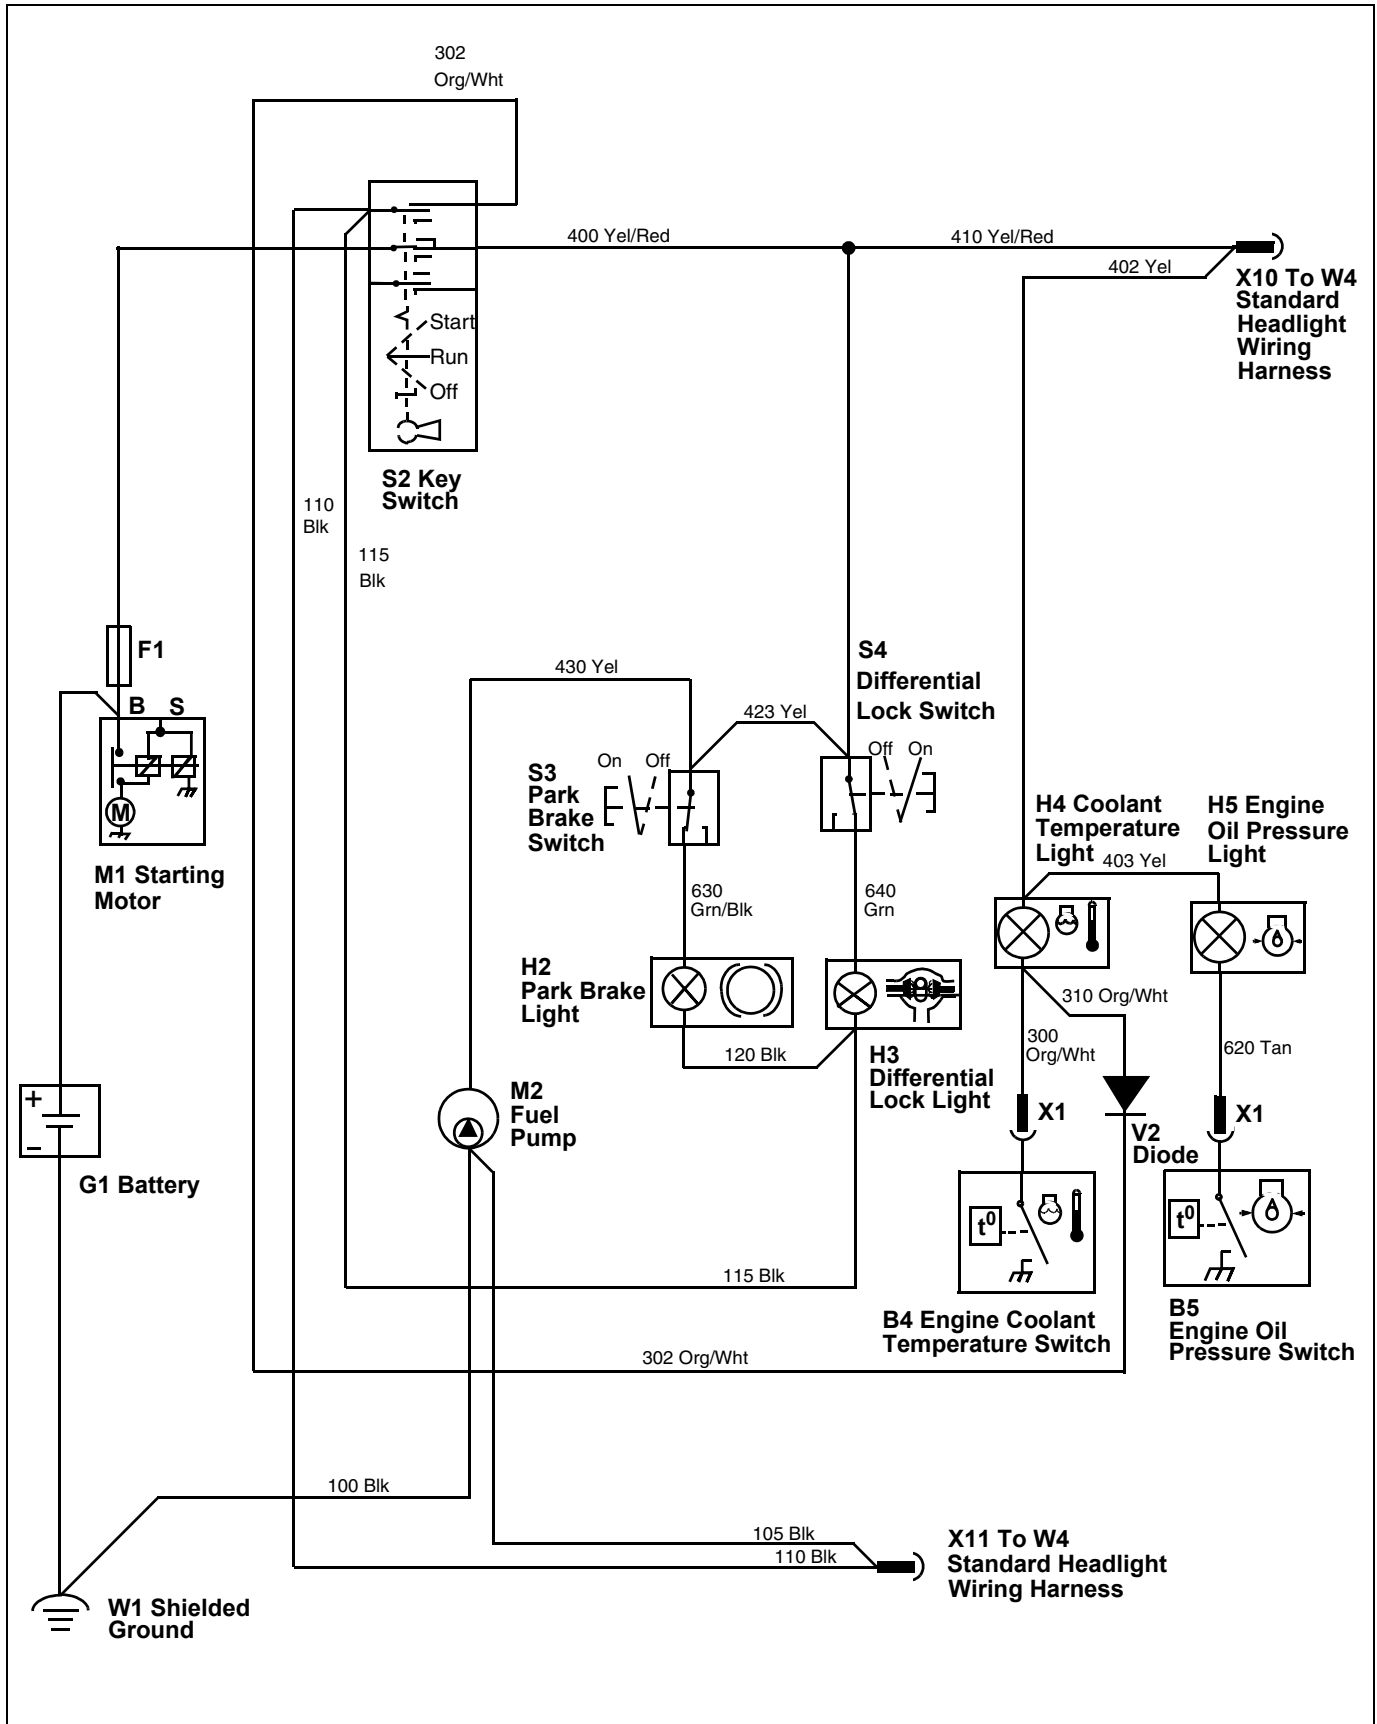 302
Org/Wht
400 Yel/Red
410 Yel/Red
402 Yel
X10 To W4
Standard
Headlight
Wiring
Harness
Start
Run
Off
S2 Key
Switch
110
Blk
115
Blk
F1
B S
M
M1 Starting
Motor
430 Yel
423 Yel
S4
Differential
Lock Switch
Off On
On Off
S3
Park
Brake
Switch
H4 Coolant
Temperature
Light
H5 Engine
Oil Pressure
Light
403 Yel
630
Grn/Blk
640
Grn
H2
Park Brake
Light
120 Blk
H3
Differential
Lock Light
310 Org/Wht
300
Org/Wht
620 Tan
M2
Fuel
Pump
X1
V2
Diode
X1
+
−
G1 Battery
t⁰
t⁰
115 Blk
B4 Engine Coolant
Temperature Switch
B5
Engine Oil
Pressure Switch
302 Org/Wht
100 Blk
105 Blk
110 Blk
X11 To W4
Standard Headlight
Wiring Harness
W1 Shielded
Ground